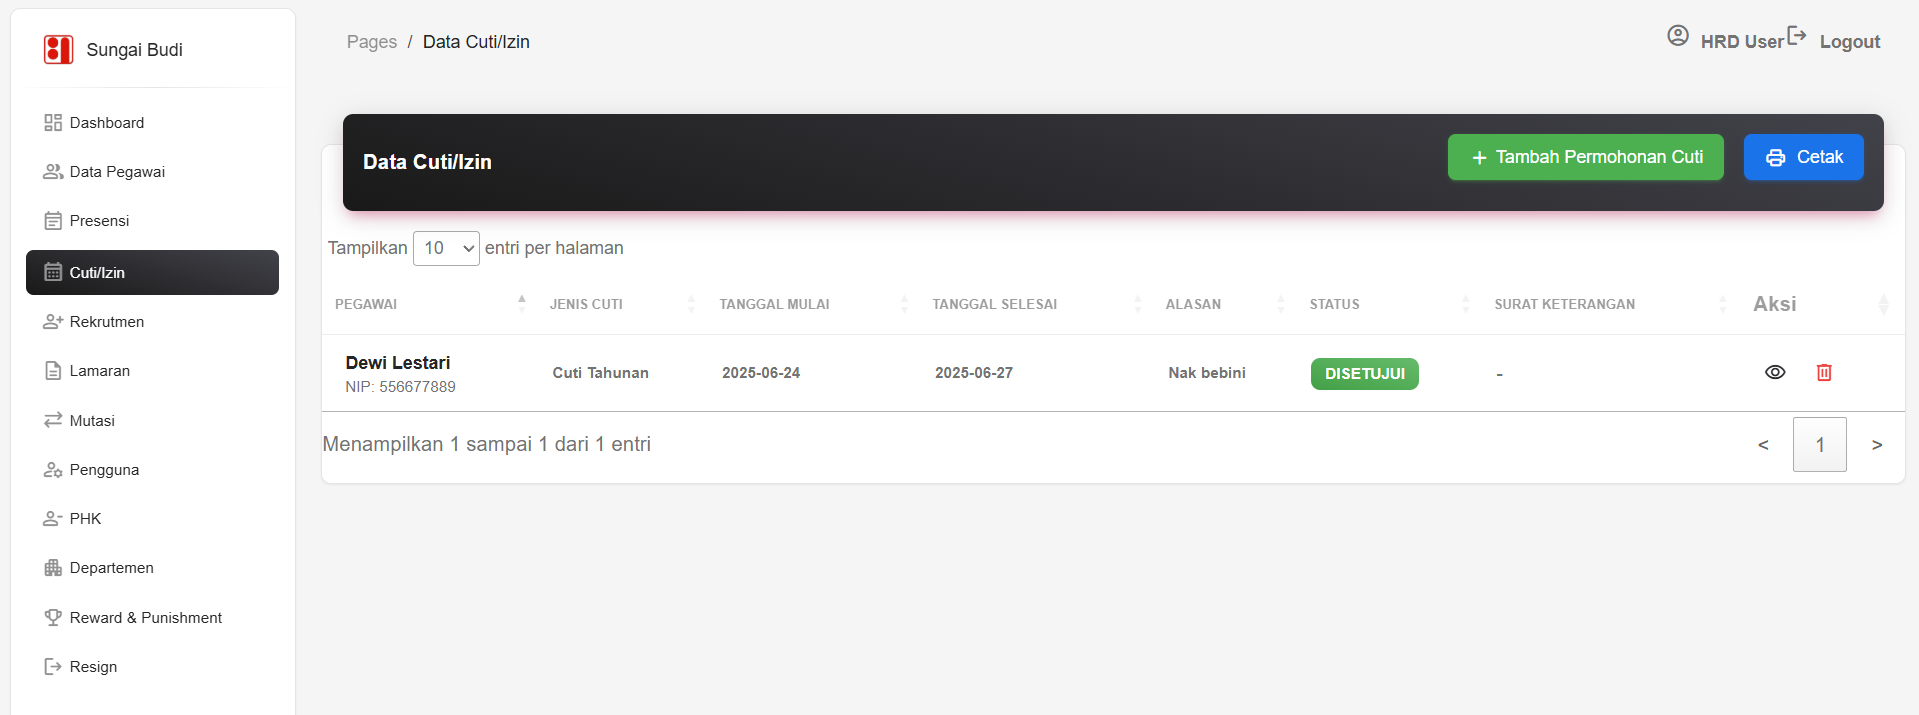 Sungai Budi
Pages / Data Cuti/Izin
HRD User Logout
Dashboard
Data Pegawai
Presensi
Cuti/Izin
Rekrutmen
Lamaran
Mutasi
Pengguna
PHK
Departemen
Reward & Punishment
Resign
Data Cuti/Izin
+ Tambah Permohonan Cuti
Cetak
Tampilkan 10 entri per halaman
PEGAWAI JENIS CUTI TANGGAL MULAI TANGGAL SELESAI ALASAN STATUS SURAT KETERANGAN Aksi
Dewi Lestari
NIP: 556677889
Cuti Tahunan 2025-06-24 2025-06-27 Nak bebini DISETUJUI -
Menampilkan 1 sampai 1 dari 1 entri
< 1 >